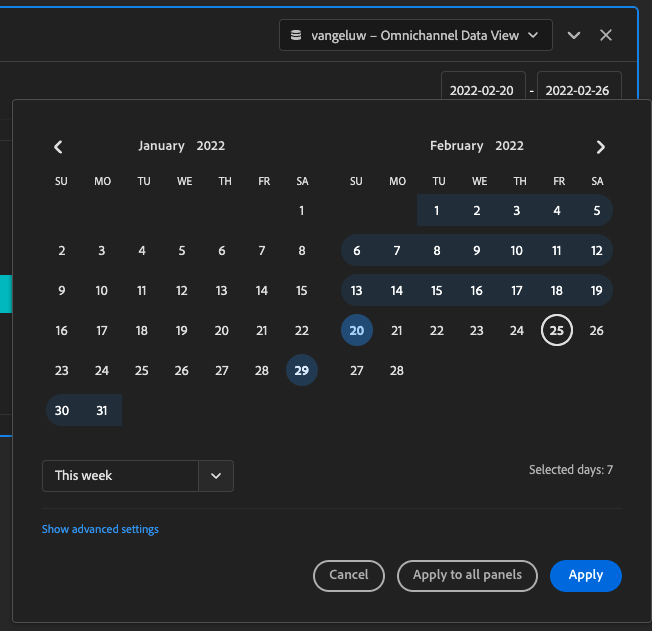 vangeluw – Omnichannel Data View
2022-02-20 - 2022-02-26
January 2022
SU MO TU WE TH FR SA
1
2 3 4 5 6 7 8
9 10 11 12 13 14 15
16 17 18 19 20 21 22
23 24 25 26 27 28 29
30 31
February 2022
SU MO TU WE TH FR SA
1 2 3 4 5
6 7 8 9 10 11 12
13 14 15 16 17 18 19
20 21 22 23 24 25 26
27 28
This week
Selected days: 7
Show advanced settings
Cancel Apply to all panels Apply